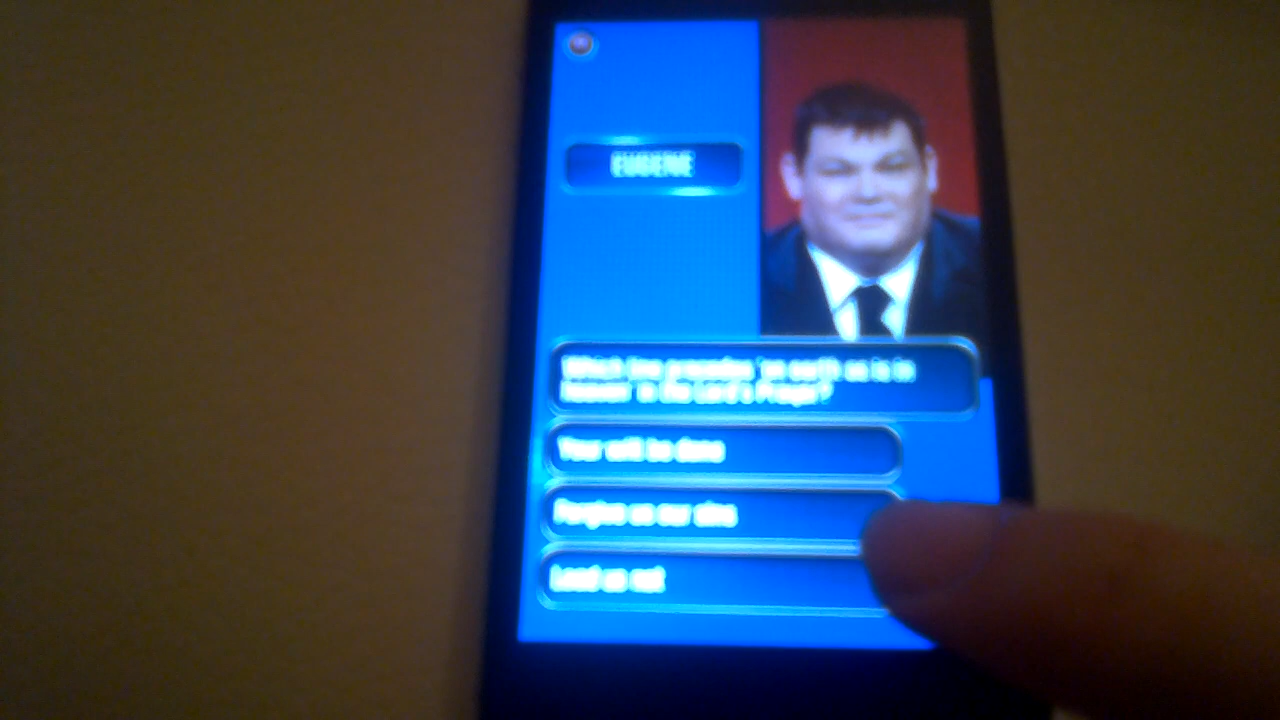 EUGENE
Which line precedes 'on earth as is in
heaven' in the Lord's Prayer?
Your will be done
Forgive us our sins
Lead us not